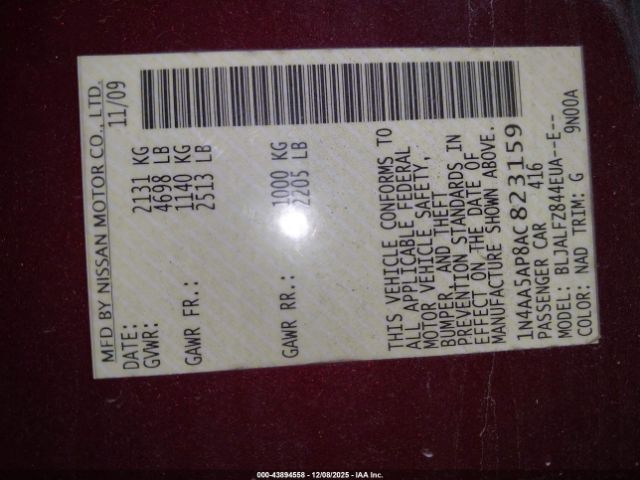 MFD BY NISSAN MOTOR CO., LTD.
DATE: 11/09
GVWR: 2131 KG
4698 LB
GAWR FR.: 1140 KG
2513 LB
GAWR RR.: 1000 KG
2205 LB
THIS VEHICLE CONFORMS TO
ALL APPLICABLE FEDERAL
MOTOR VEHICLE SAFETY,
BUMPER, AND THEFT
PREVENTION STANDARDS IN
EFFECT ON THE DATE OF
MANUFACTURE SHOWN ABOVE.
1N4AA5AP8AC823159
PASSENGER CAR 416
MODEL: BLJALFZ844EUA--E--
COLOR: NAD TRIM: G 9N00A
000-43894558 - 12/08/2025 - IAA Inc.